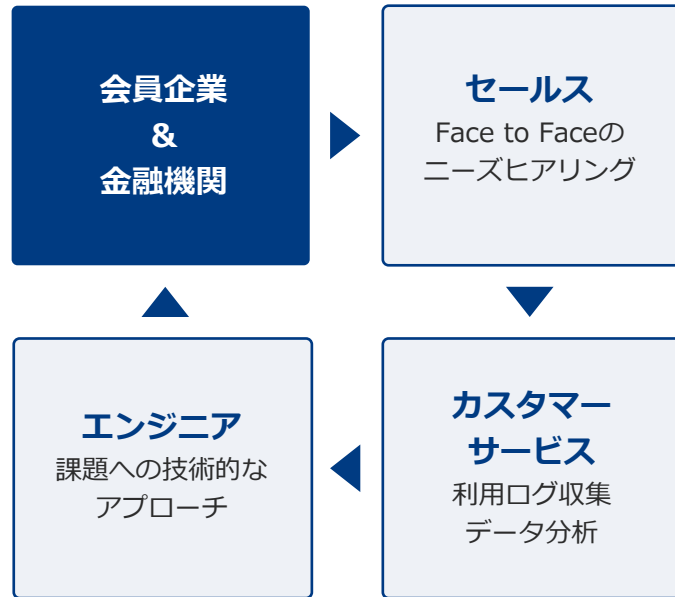 会員企業
&
金融機関
セールス
Face to Faceの
ニーズヒアリング
エンジニア
課題への技術的な
アプローチ
カスタマー
サービス
利用ログ収集
データ分析